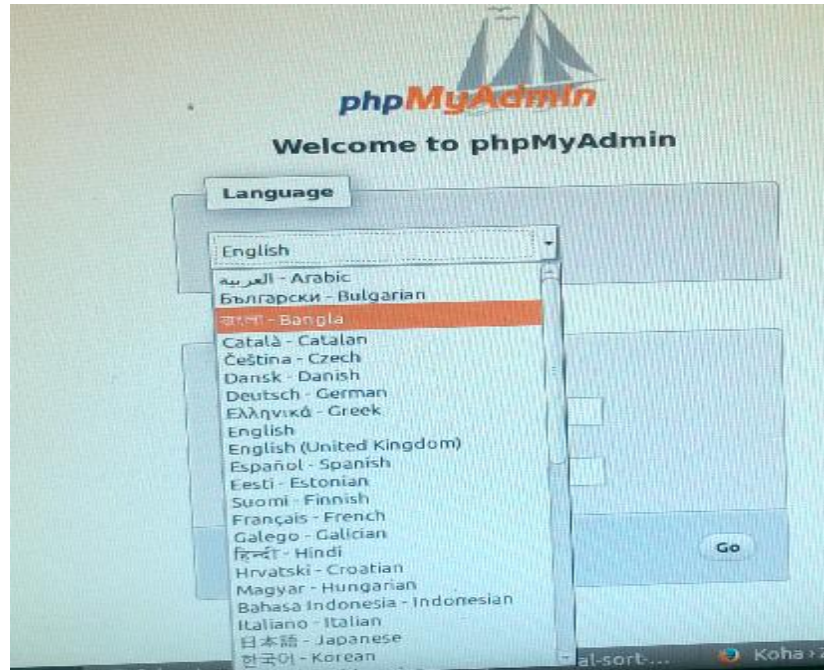 phpMyAdmin
Welcome to phpMyAdmin
Language
English
العربية - Arabic
Български - Bulgarian
বাংলা - Bangla
Català - Catalan
Čeština - Czech
Dansk - Danish
Deutsch - German
Ελληνικά - Greek
English
English (United Kingdom)
Español - Spanish
Eesti - Estonian
Suomi - Finnish
Français - French
Galego - Galician
हिन्दी - Hindi
Hrvatski - Croatian
Magyar - Hungarian
Bahasa Indonesia - Indonesian
Italiano - Italian
日本語 - Japanese
한국어 - Korean
Go
al-sort-...
Koha ›